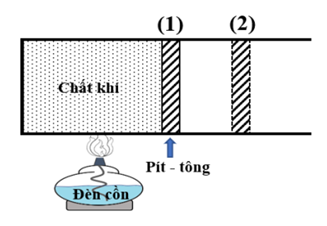 (1) (2)
Chất khí
Pít - tông
Đèn cồn